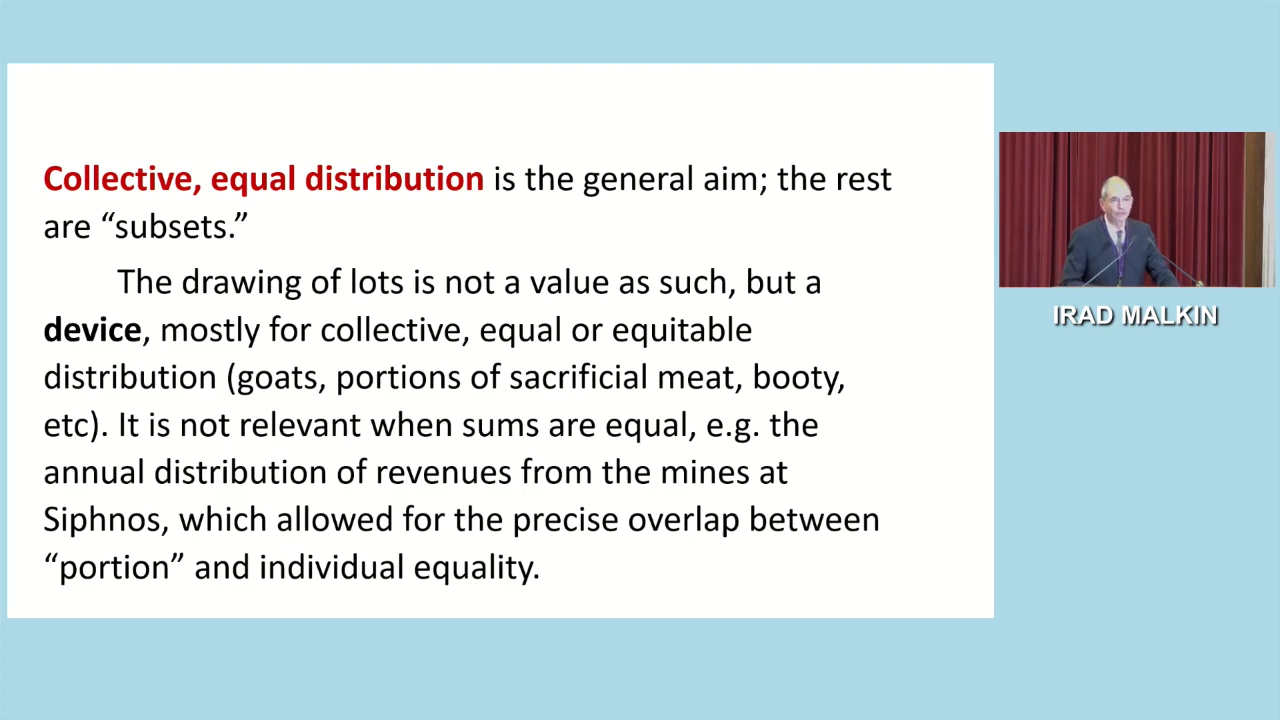 Collective, equal distribution is the general aim; the rest
are “subsets.”
The drawing of lots is not a value as such, but a
device, mostly for collective, equal or equitable
distribution (goats, portions of sacrificial meat, booty,
etc). It is not relevant when sums are equal, e.g. the
annual distribution of revenues from the mines at
Siphnos, which allowed for the precise overlap between
“portion” and individual equality.
IRAD MALKIN